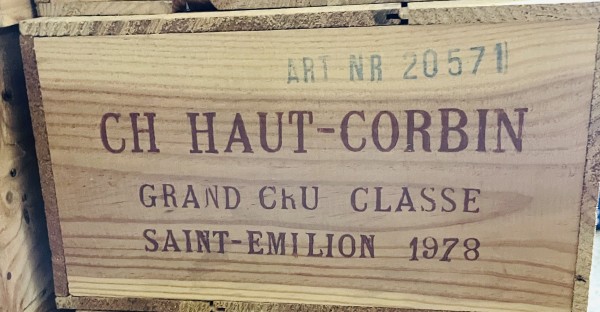 ART NR 20571
CH HAUT-CORBIN
GRAND CRU CLASSE
SAINT-EMILION 1978